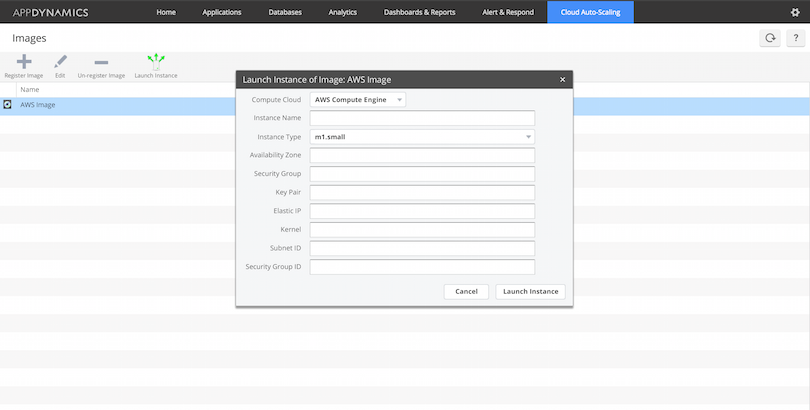 APPDYNAMICS Home Applications Databases Analytics Dashboards & Reports Alert & Respond Cloud Auto-Scaling
Images
?
Register Image Edit Un-register Image Launch Instance
Name
AWS Image
Launch Instance of Image: AWS Image
Compute Cloud AWS Compute Engine
Instance Name
Instance Type m1.small
Availability Zone
Security Group
Key Pair
Elastic IP
Kernel
Subnet ID
Security Group ID
Cancel Launch Instance